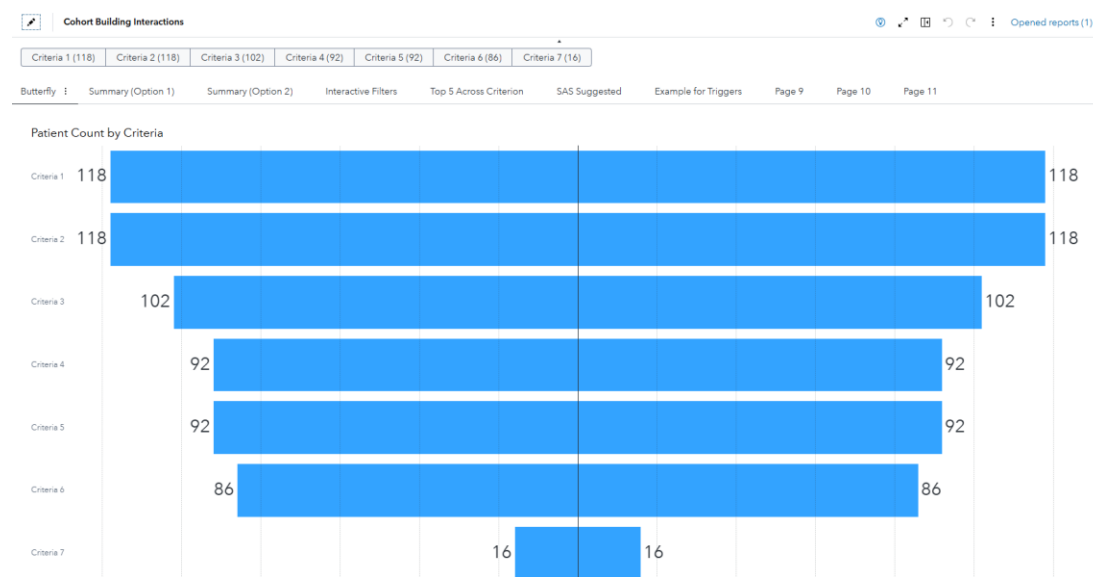 Cohort Building Interactions Opened reports (1)
Criteria 1 (118) Criteria 2 (118) Criteria 3 (102) Criteria 4 (92) Criteria 5 (92) Criteria 6 (86) Criteria 7 (16)
Butterfly Summary (Option 1) Summary (Option 2) Interactive Filters Top 5 Across Criterion SAS Suggested Example for Triggers Page 9 Page 10 Page 11
Patient Count by Criteria
Criteria 1 118 118
Criteria 2 118 118
Criteria 3 102 102
Criteria 4 92 92
Criteria 5 92 92
Criteria 6 86 86
Criteria 7 16 16